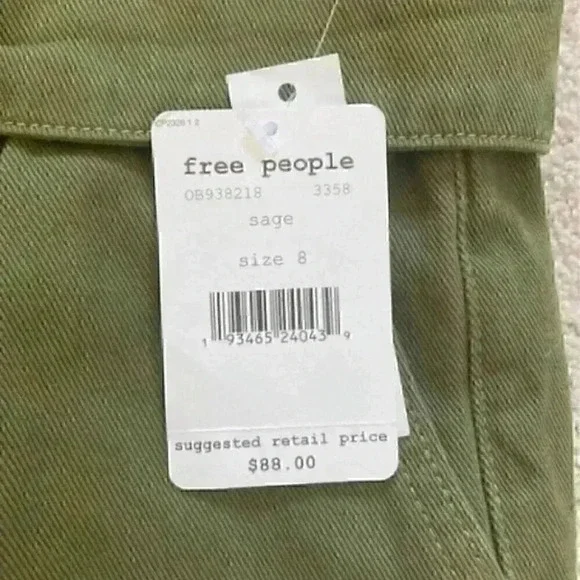 free people
OB938218 3358
sage
size 8
1 93465 24043 9
suggested retail price
$88.00